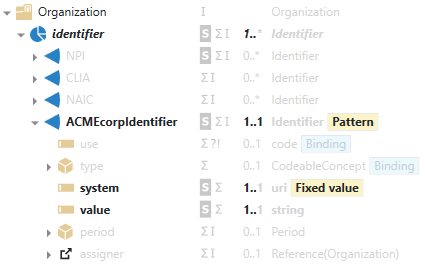 Organization I Organization
identifier S Σ I 1..* Identifier
NPI S Σ I 0..* Identifier
CLIA Σ I 0..* Identifier
NAIC Σ I 0..* Identifier
ACMEcorpIdentifier S Σ I 1..1 Identifier Pattern
use Σ ?! 0..1 code Binding
type Σ 0..1 CodeableConcept Binding
system S Σ 1..1 uri Fixed value
value S Σ 1..1 string
period Σ I 0..1 Period
assigner Σ I 0..1 Reference(Organization)